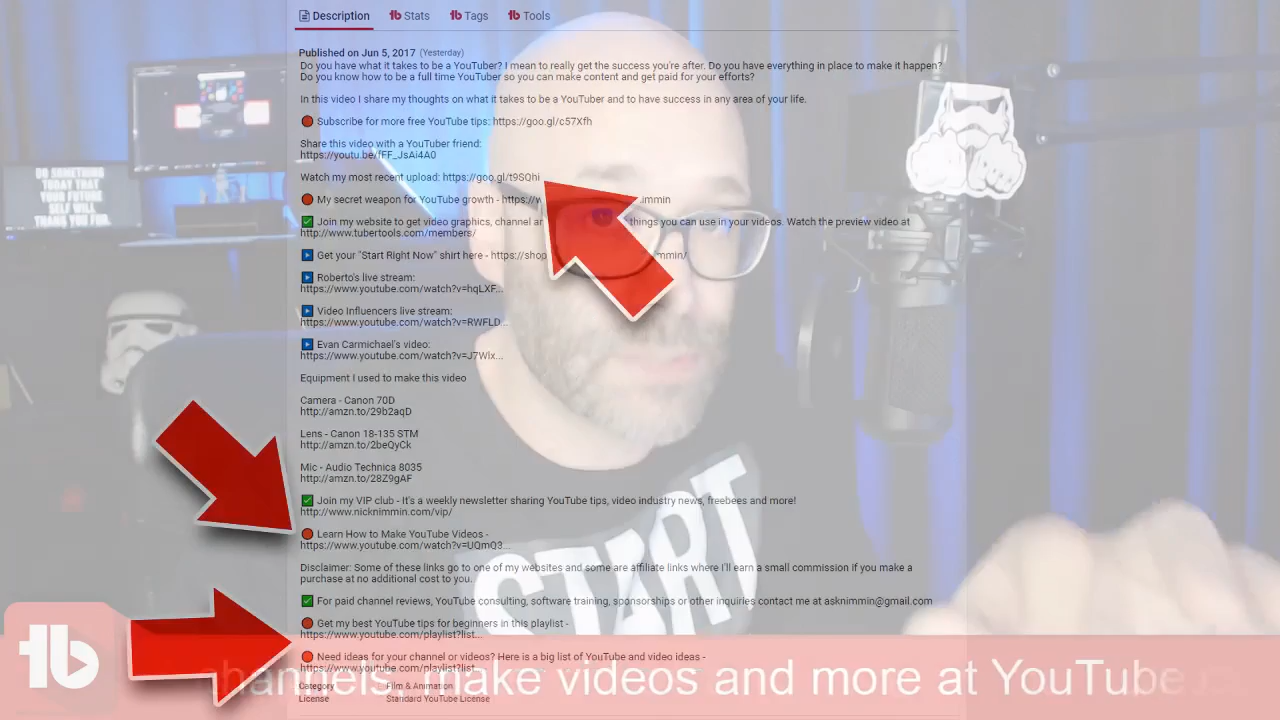 Description
tb Stats
tb Tags
tb Tools
Published on Jun 5, 2017 (Yesterday)
Do you have what it takes to be a YouTuber? I mean to really get the success you're after. Do you have everything in place to make it happen?
Do you know how to be a full time YouTuber so you can make content and get paid for your efforts?
In this video I share my thoughts on what it takes to be a YouTuber and to have success in any area of your life.
Subscribe for more free YouTube tips: https://goo.gl/c57Xfh
Share this video with a YouTuber friend:
https://youtu.be/fFF_JsAi4A0
Watch my most recent upload: https://goo.gl/t9SQhi
My secret weapon for YouTube growth - https://w immin
Join my website to get video graphics, channel ar things you can use in your videos. Watch the preview video at
http://www.tubertools.com/members/
Get your "Start Right Now" shirt here - https://shop mmin/
Roberto's live stream:
https://www.youtube.com/watch?v=hqLXF...
Video Influencers live stream:
https://www.youtube.com/watch?v=RWFLD...
Evan Carmichael's video:
https://www.youtube.com/watch?v=J7Wlx...
Equipment I used to make this video
Camera - Canon 70D
http://amzn.to/29b2aqD
Lens - Canon 18-135 STM
http://amzn.to/2beQyCk
Mic - Audio Technica 8035
http://amzn.to/28Z9gAF
Join my VIP club - It's a weekly newsletter sharing YouTube tips, video industry news, freebees and more!
http://www.nicknimmin.com/vip/
Learn How to Make YouTube Videos -
https://www.youtube.com/watch?v=UQmQ3...
Disclaimer: Some of these links go to one of my websites and some are affiliate links where I'll earn a small commission if you make a
purchase at no additional cost to you.
For paid channel reviews, YouTube consulting, software training, sponsorships or other inquiries contact me at asknimmin@gmail.com
Get my best YouTube tips for beginners in this playlist -
https://www.youtube.com/playlist?list...
Need ideas for your channel or videos? Here is a big list of YouTube and video ideas -
https://www.youtube.com/playlist?list...
Category Film & Animation
License Standard YouTube License
DO SOMETHING
TODAY THAT
YOUR FUTURE
SELF WILL
THANK YOU FOR.
START
tb
channels, make videos and more at YouTube